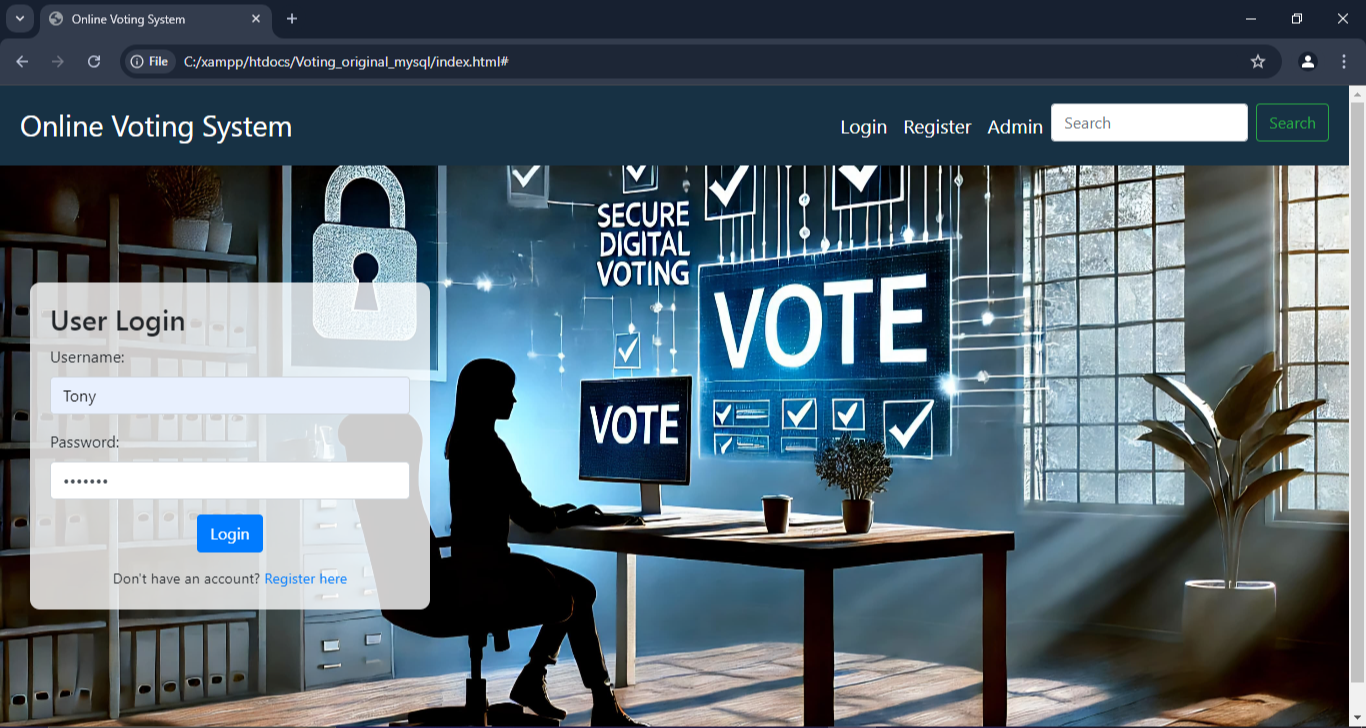 Online Voting System
File C:/xampp/htdocs/Voting_original_mysql/index.html#
Online Voting System Login Register Admin Search Search
SECURE
DIGITAL
VOTING
VOTE
VOTE
User Login
Username:
Tony
Password:
•••••••
Login
Don't have an account? Register here